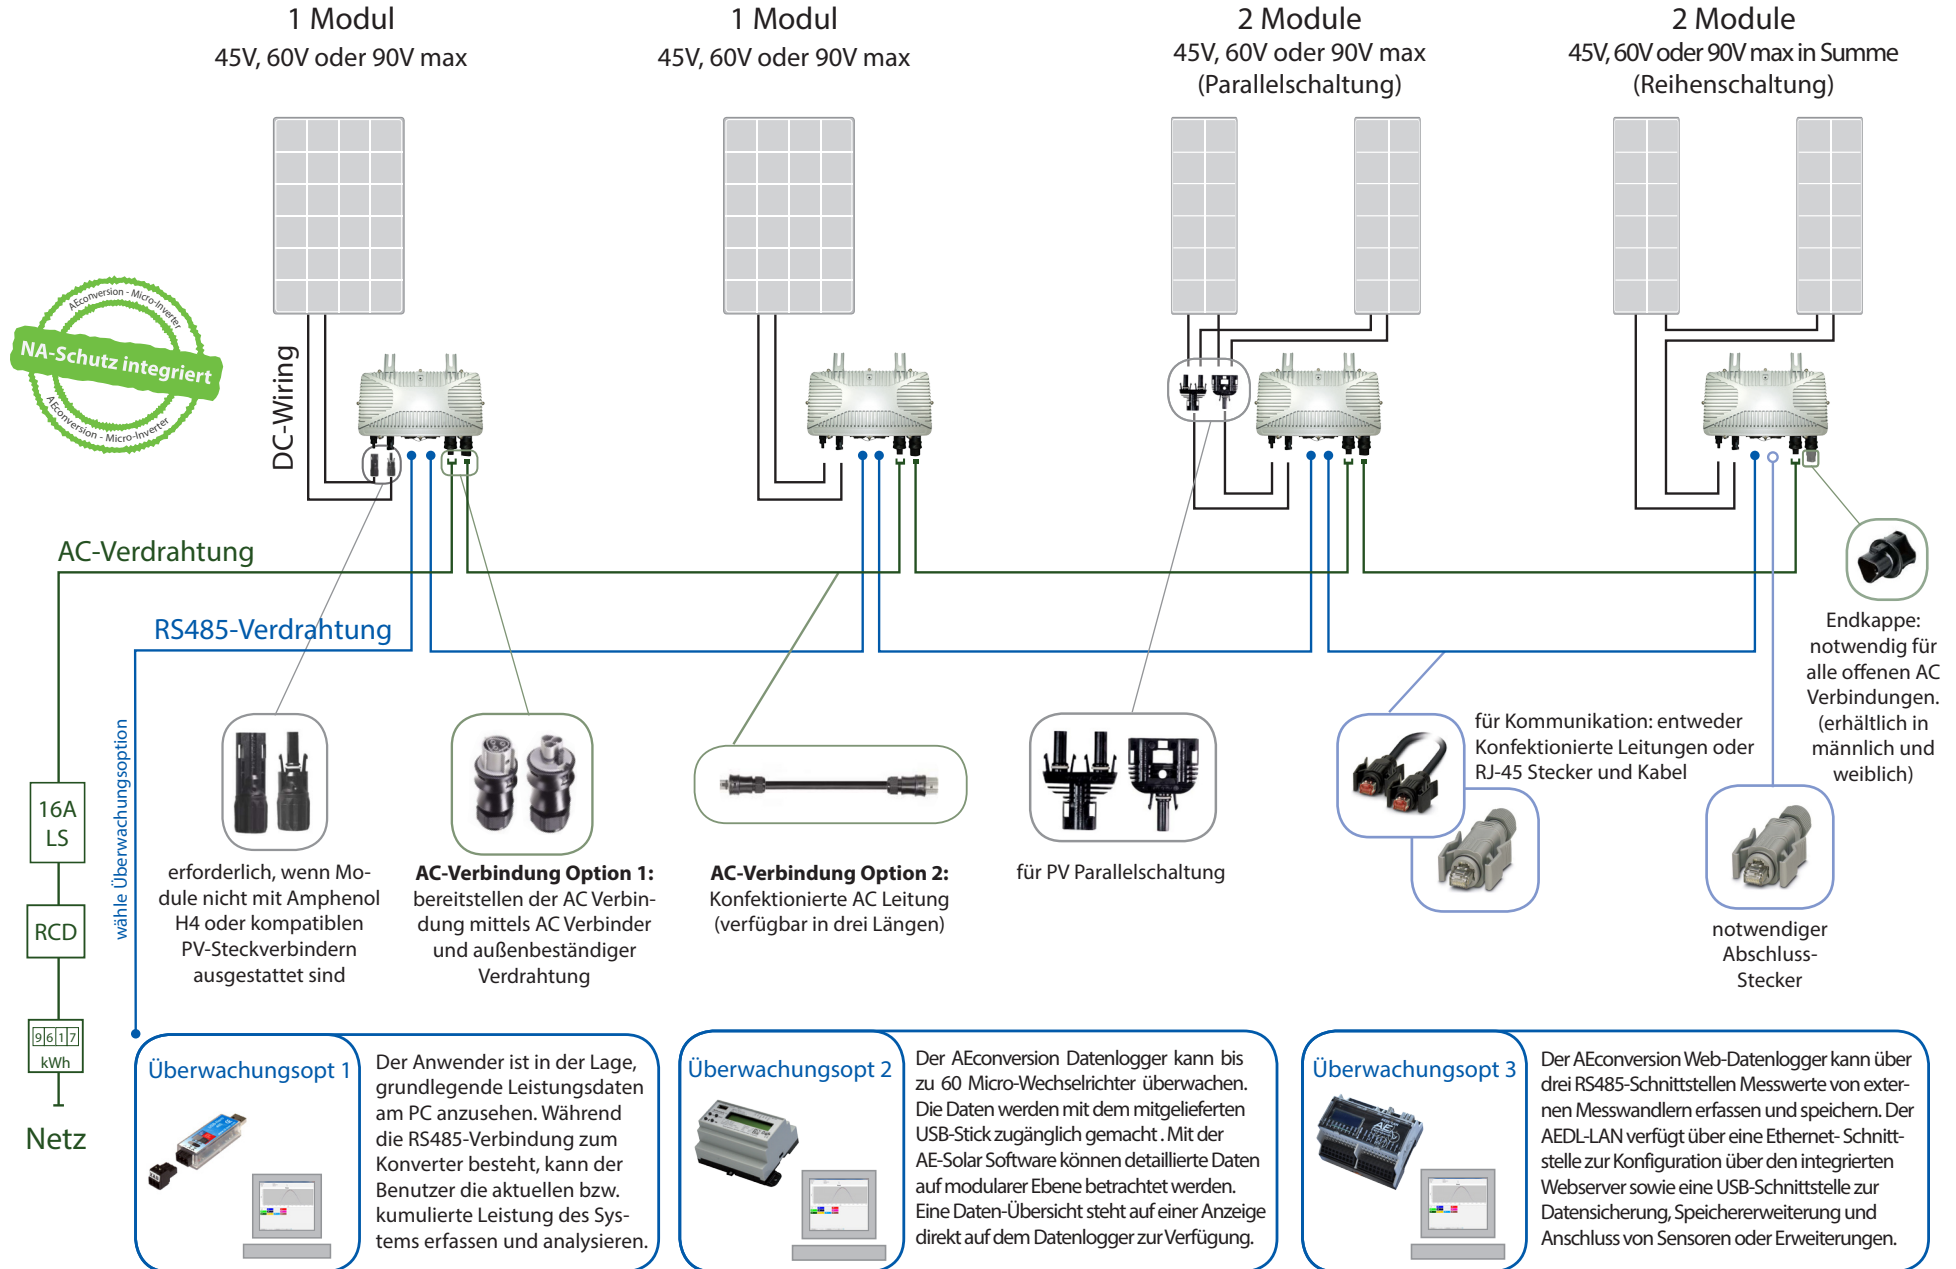 1 Modul
45V, 60V oder 90V max
1 Modul
45V, 60V oder 90V max
2 Module
45V, 60V oder 90V max
(Parallelschaltung)
2 Module
45V, 60V oder 90V max in Summe
(Reihenschaltung)
AEconversion - Micro-Inverter
NA-Schutz integriert
AEconversion - Micro-Inverter
DC-Wiring
AC-Verdrahtung
RS485-Verdrahtung
wähle Überwachungsoption
16A
LS
RCD
9617
kWh
Netz
erforderlich, wenn Mo-
dule nicht mit Amphenol
H4 oder kompatiblen
PV-Steckverbindern
ausgestattet sind
AC-Verbindung Option 1:
bereitstellen der AC Verbin-
dung mittels AC Verbinder
und außenbeständiger
Verdrahtung
AC-Verbindung Option 2:
Konfektionierte AC Leitung
(verfügbar in drei Längen)
für PV Parallelschaltung
für Kommunikation: entweder
Konfektionierte Leitungen oder
RJ-45 Stecker und Kabel
notwendiger
Abschluss-
Stecker
Endkappe:
notwendig für
alle offenen AC
Verbindungen.
(erhältlich in
männlich und
weiblich)
Überwachungsopt 1
Der Anwender ist in der Lage,
grundlegende Leistungsdaten
am PC anzusehen. Während
die RS485-Verbindung zum
Konverter besteht, kann der
Benutzer die aktuellen bzw.
kumulierte Leistung des Sys-
tems erfassen und analysieren.
Überwachungsopt 2
Der AEconversion Datenlogger kann bis
zu 60 Micro-Wechselrichter überwachen.
Die Daten werden mit dem mitgelieferten
USB-Stick zugänglich gemacht . Mit der
AE-Solar Software können detaillierte Daten
auf modularer Ebene betrachtet werden.
Eine Daten-Übersicht steht auf einer Anzeige
direkt auf dem Datenlogger zur Verfügung.
Überwachungsopt 3
Der AEconversion Web-Datenlogger kann über
drei RS485-Schnittstellen Messwerte von exter-
nen Messwandlern erfassen und speichern. Der
AEDL-LAN verfügt über eine Ethernet- Schnitt-
stelle zur Konfiguration über den integrierten
Webserver sowie eine USB-Schnittstelle zur
Datensicherung, Speichererweiterung und
Anschluss von Sensoren oder Erweiterungen.